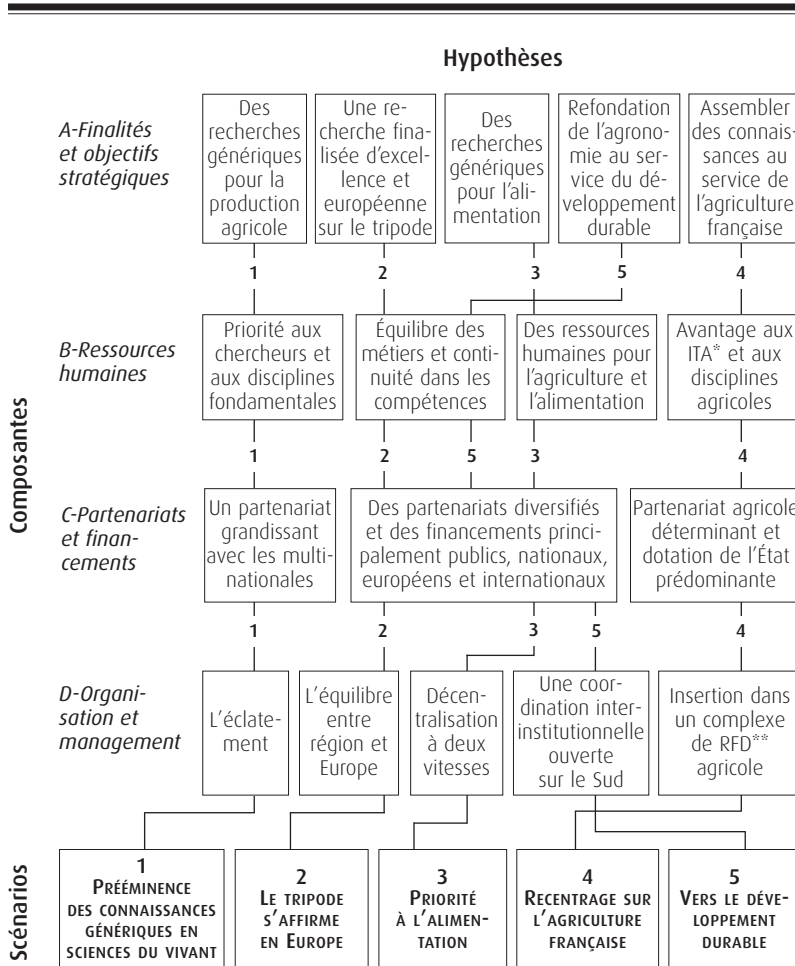 Hypothèses
Composantes
A-Finalités
et objectifs
stratégiques
Des
recherches
génériques
pour la
production
agricole
Une re-
cherche fina-
lisée d'excel-
lence et
européenne
sur le tripode
Des
recherches
génériques
pour l'ali-
mentation
Refondation
de l'agrono-
mie au ser-
vice du dé-
veloppement
durable
Assembler
des connais-
sances au
service de
l'agriculture
française
1 2 3 5 4
B-Ressources
humaines
Priorité aux
chercheurs et
aux disciplines
fondamentales
Équilibre des
métiers et conti-
nuité dans les
compétences
Des ressources
humaines pour
l'agriculture et
l'alimentation
Avantage aux
ITA* et aux
disciplines
agricoles
1 2 5 3 4
C-Partenariats
et finan-
cements
Un partenariat
grandissant
avec les multi-
nationales
Des partenariats diversifiés
et des financements princi-
palement publics, nationaux,
européens et internationaux
Partenariat agricole
déterminant et
dotation de l'État
prédominante
1 2 3 5 4
D-Organi-
sation et
management
L'éclate-
ment
L'équilibre
entre
région et
Europe
Décen-
tralisation
à deux
vitesses
Une coor-
dination inter-
institutionnelle
ouverte
sur le Sud
Insertion dans
un complexe
de RFD**
agricole
Scénarios
1
PRÉÉMINENCE
DES CONNAISSANCES
GÉNÉRIQUES EN
SCIENCES DU VIVANT
2
LE TRIPODE
S'AFFIRME
EN EUROPE
3
PRIORITÉ
À L'ALIMEN-
TATION
4
RECENTRAGE SUR
L'AGRICULTURE
FRANÇAISE
5
VERS LE DÉVE-
LOPPEMENT
DURABLE